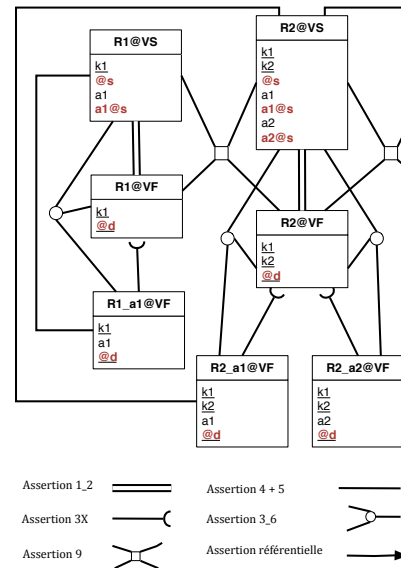 R1@VS
k1
@s
a1
a1@s
R2@VS
k1
k2
@s
a1
a1@s
a2
a2@s
R1@VF
k1
@d
R2@VF
k1
k2
@d
R1_a1@VF
k1
a1
@d
R2_a1@VF
k1
k2
a1
@d
R2_a2@VF
k1
k2
a2
@d
Assertion 1_2
Assertion 4 + 5
Assertion 3X
Assertion 3_6
Assertion 9
Assertion référentielle